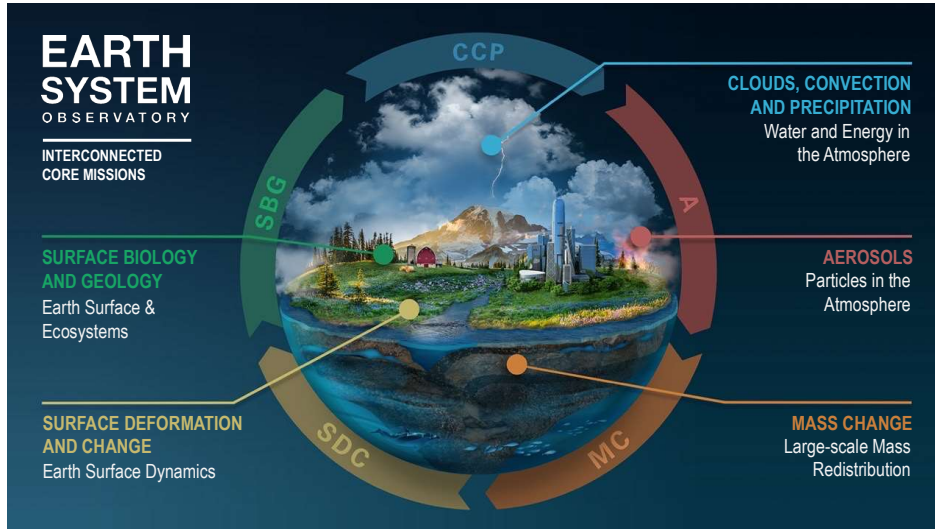 EARTH
SYSTEM
OBSERVATORY
INTERCONNECTED
CORE MISSIONS
CCP
A
MC
SDC
SBG
CLOUDS, CONVECTION
AND PRECIPITATION
Water and Energy in
the Atmosphere
SURFACE BIOLOGY
AND GEOLOGY
Earth Surface &
Ecosystems
AEROSOLS
Particles in the
Atmosphere
SURFACE DEFORMATION
AND CHANGE
Earth Surface Dynamics
MASS CHANGE
Large-scale Mass
Redistribution